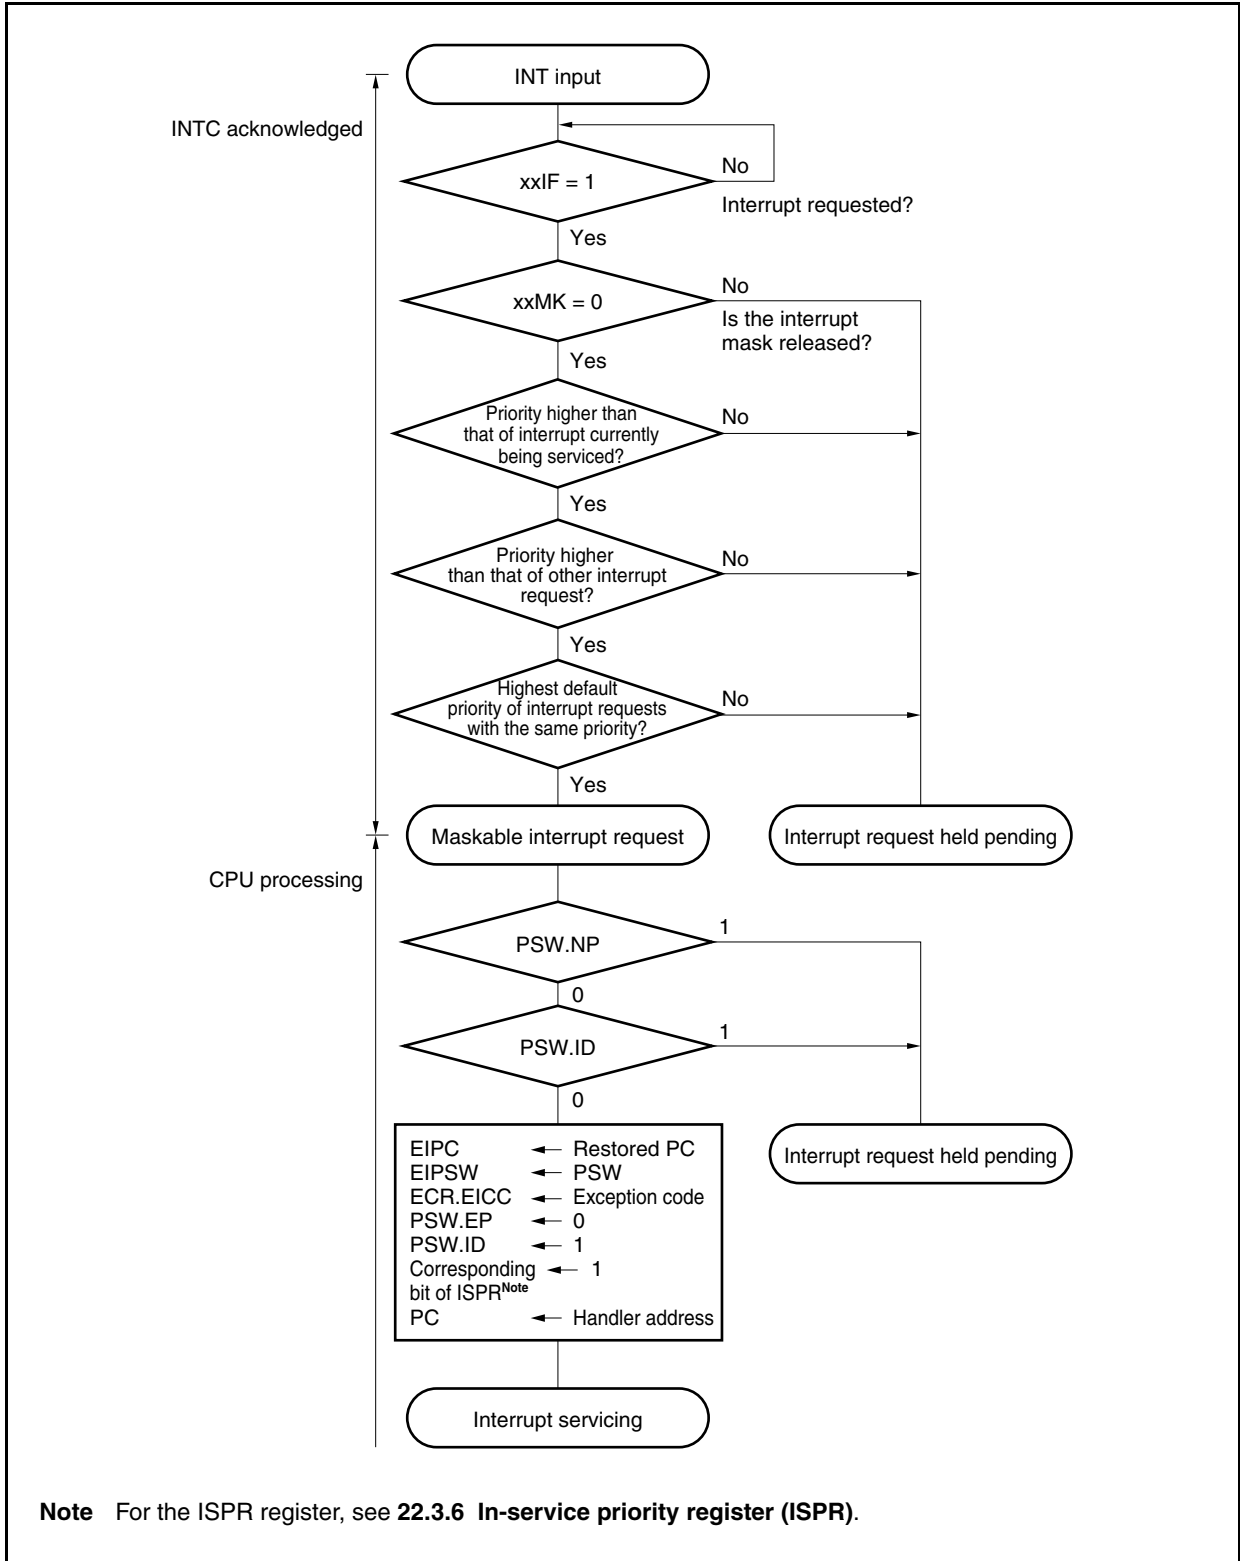 INT input
INTC acknowledged
xxIF = 1
No
Interrupt requested?
Yes
xxMK = 0
No
Is the interrupt
mask released?
Yes
Priority higher than
that of interrupt currently
being serviced?
No
Yes
Priority higher
than that of other interrupt
request?
No
Yes
Highest default
priority of interrupt requests
with the same priority?
No
Yes
Maskable interrupt request
Interrupt request held pending
CPU processing
PSW.NP
1
0
PSW.ID
1
0
EIPC ← Restored PC
EIPSW ← PSW
ECR.EICC ← Exception code
PSW.EP ← 0
PSW.ID ← 1
Corresponding ← 1
bit of ISPRNote
PC ← Handler address
Interrupt request held pending
Interrupt servicing
Note For the ISPR register, see 22.3.6 In-service priority register (ISPR).